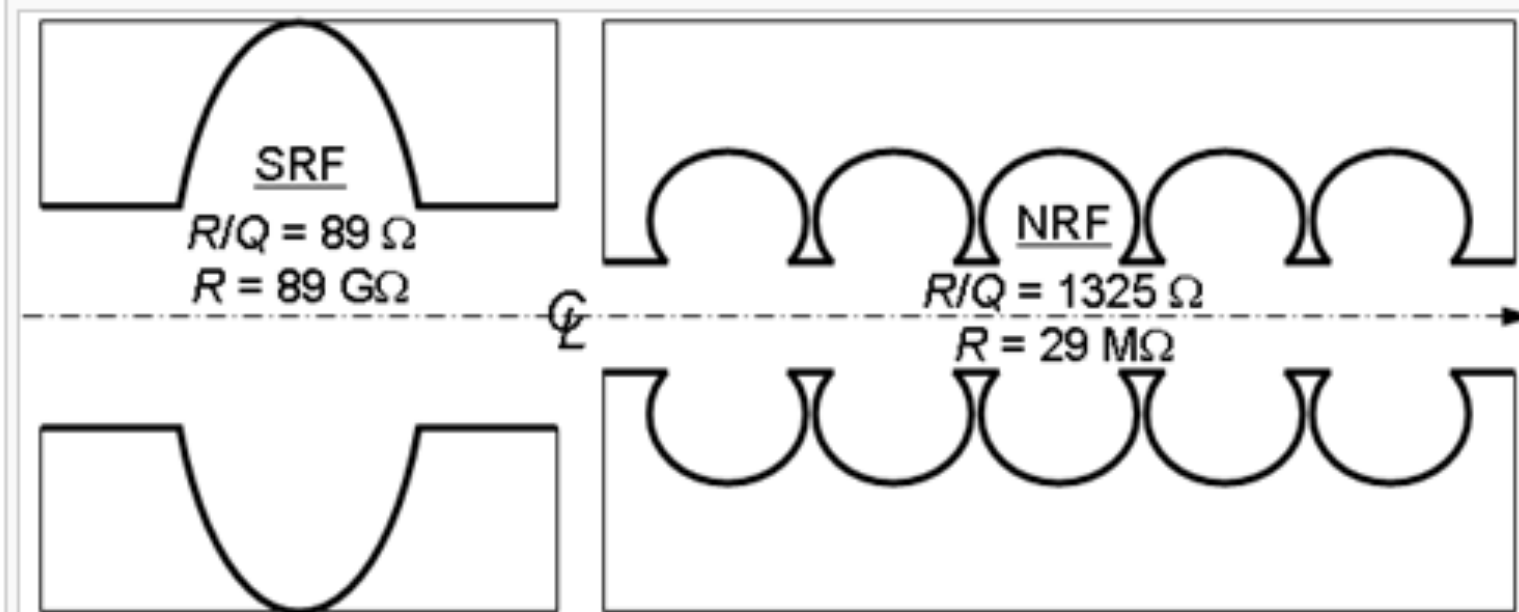 SRF
R/Q = 89 Ω
R = 89 GΩ
℄
NRF
R/Q = 1325 Ω
R = 29 MΩ